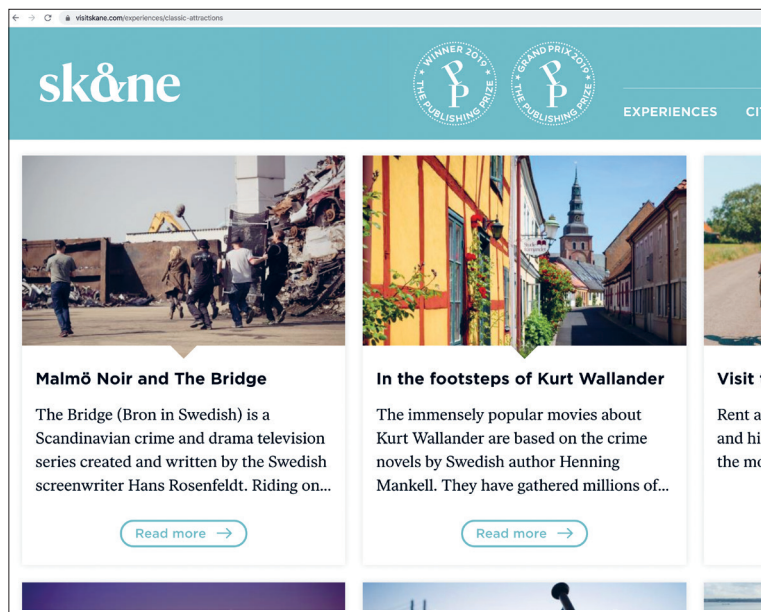 visitskane.com/experiences/classic-attractions
skåne
WINNER 2019
THE PUBLISHING PRIZE
PP
GRAND PRIX 2019
THE PUBLISHING PRIZE
PP
EXPERIENCES
Malmö Noir and The Bridge
The Bridge (Bron in Swedish) is a
Scandinavian crime and drama television
series created and written by the Swedish
screenwriter Hans Rosenfeldt. Riding on...
Read more
In the footsteps of Kurt Wallander
The immensely popular movies about
Kurt Wallander are based on the crime
novels by Swedish author Henning
Mankell. They have gathered millions of...
Read more
Visit
Rent a
and hi
the mo